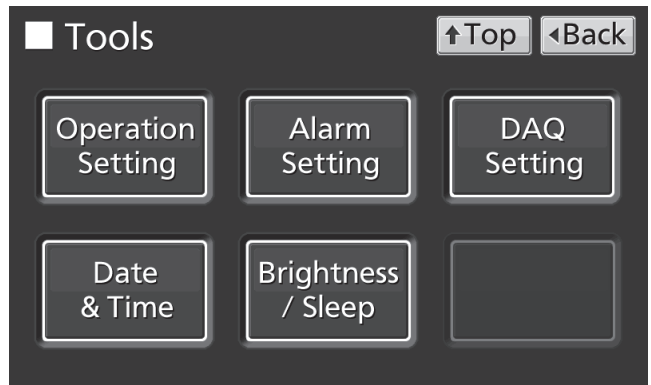 Tools
↑Top
◂Back
Operation
Setting
Alarm
Setting
DAQ
Setting
Date
& Time
Brightness
/ Sleep